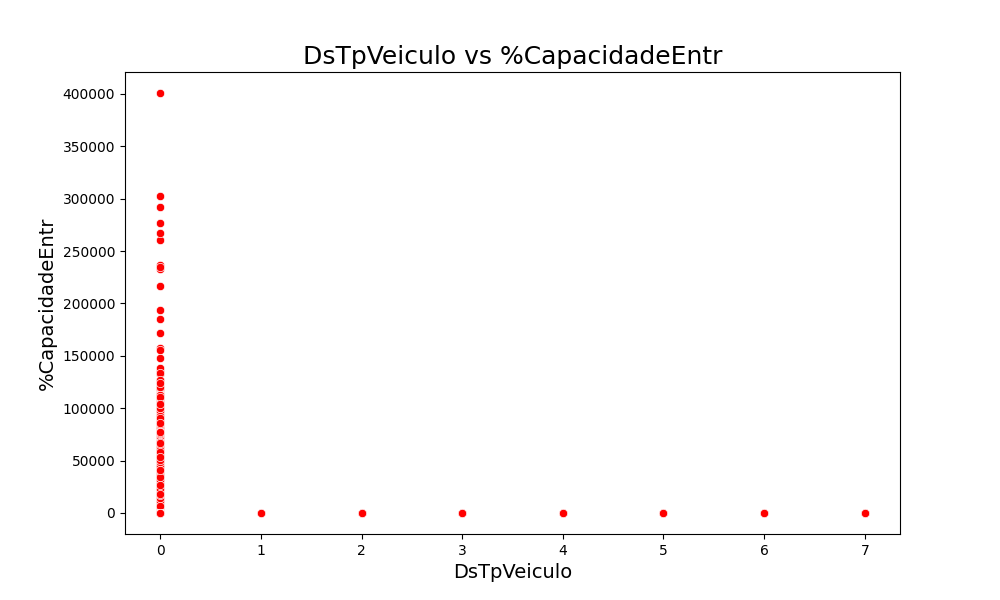 DsTpVeiculo vs %CapacidadeEntr
400000
350000
300000
250000
200000
150000
100000
50000
0
%CapacidadeEntr
0 1 2 3 4 5 6 7
DsTpVeiculo